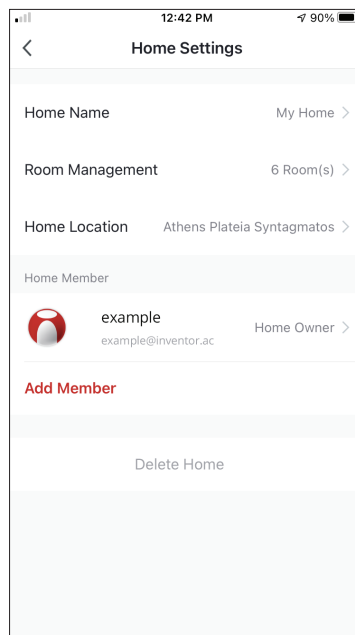 12:42 PM 90%
Home Settings
Home Name My Home
Room Management 6 Room(s)
Home Location Athens Plateia Syntagmatos
Home Member
example
example@inventor.ac
Home Owner
Add Member
Delete Home